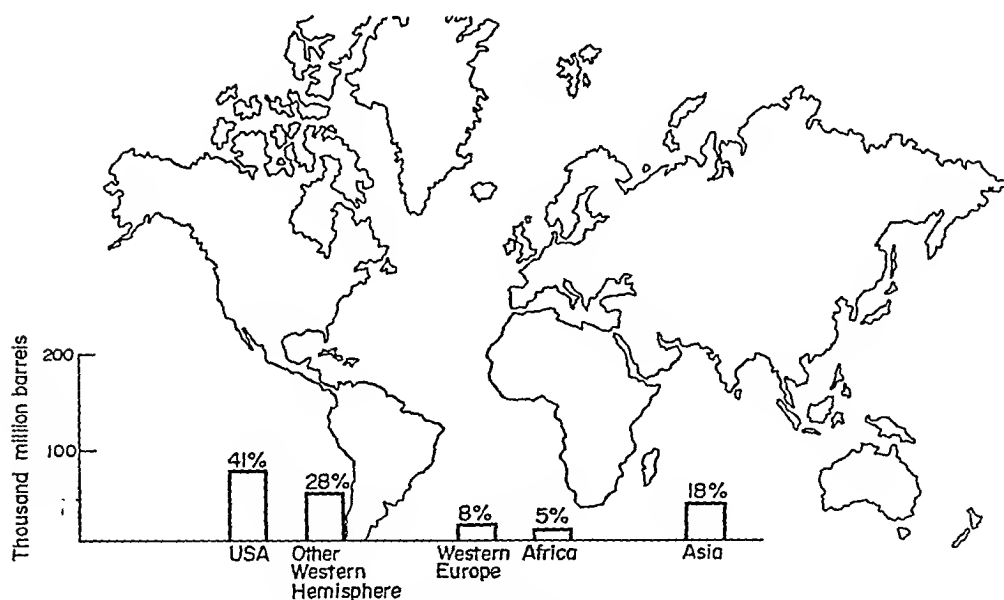 Thousand million barrels
200
100
41%
28%
8%
5%
18%
USA
Other
Western
Hemisphere
Western
Europe
Africa
Asia